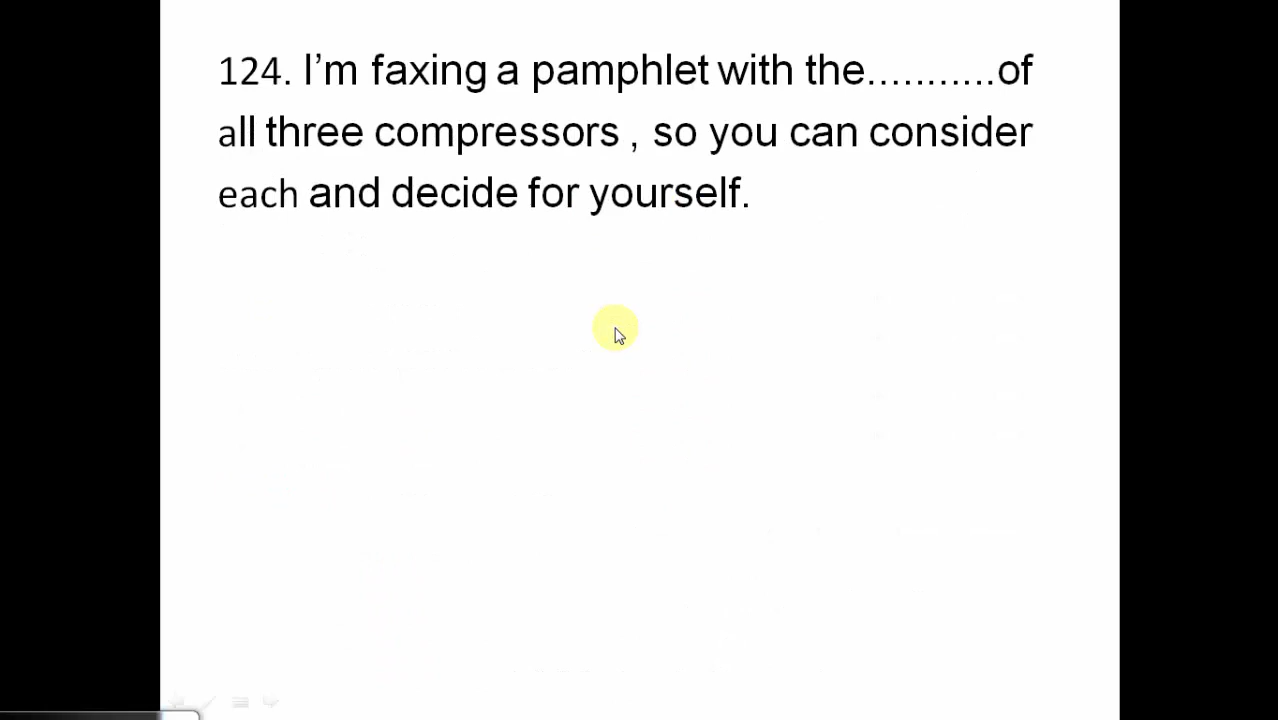 124. I'm faxing a pamphlet with the...........of
all three compressors , so you can consider
each and decide for yourself.